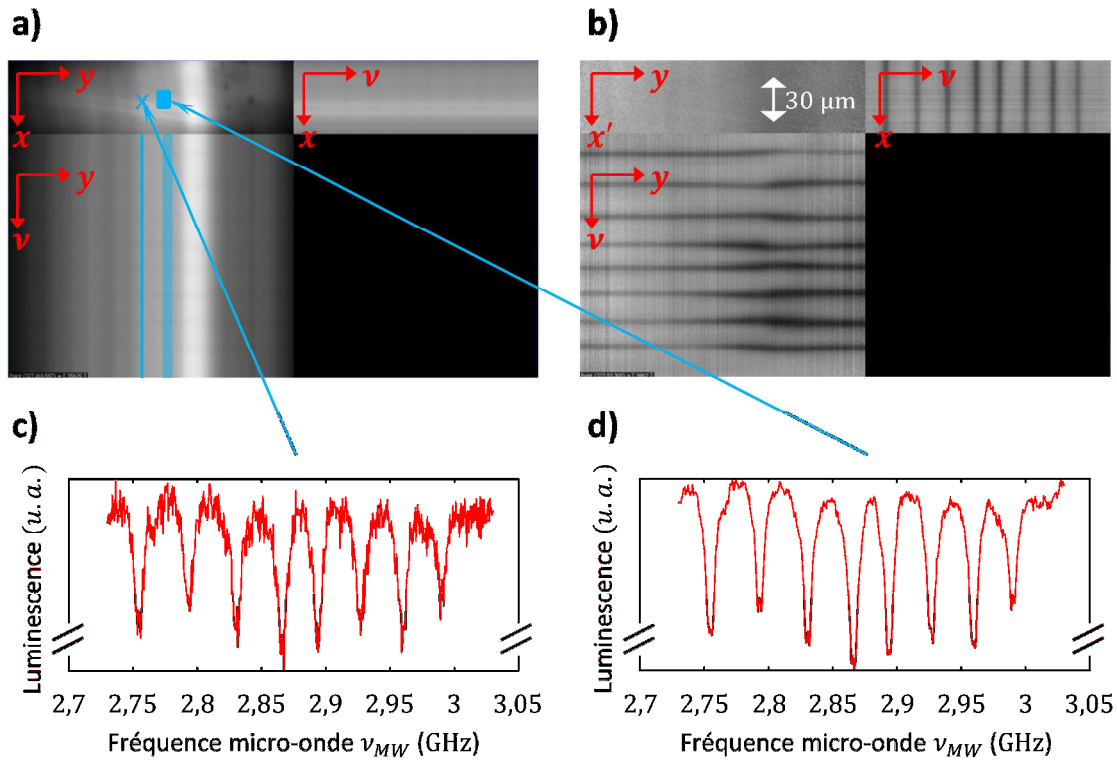 a)
b)
y
x
ν
x
y
ν
y
30 µm
x′
ν
x
y
ν
c)
d)
Luminescence (u. a.)
2,7 2,75 2,8 2,85 2,9 2,95 3 3,05
Fréquence micro-onde ν_MW (GHz)
Luminescence (u. a.)
2,7 2,75 2,8 2,85 2,9 2,95 3 3,05
Fréquence micro-onde ν_MW (GHz)